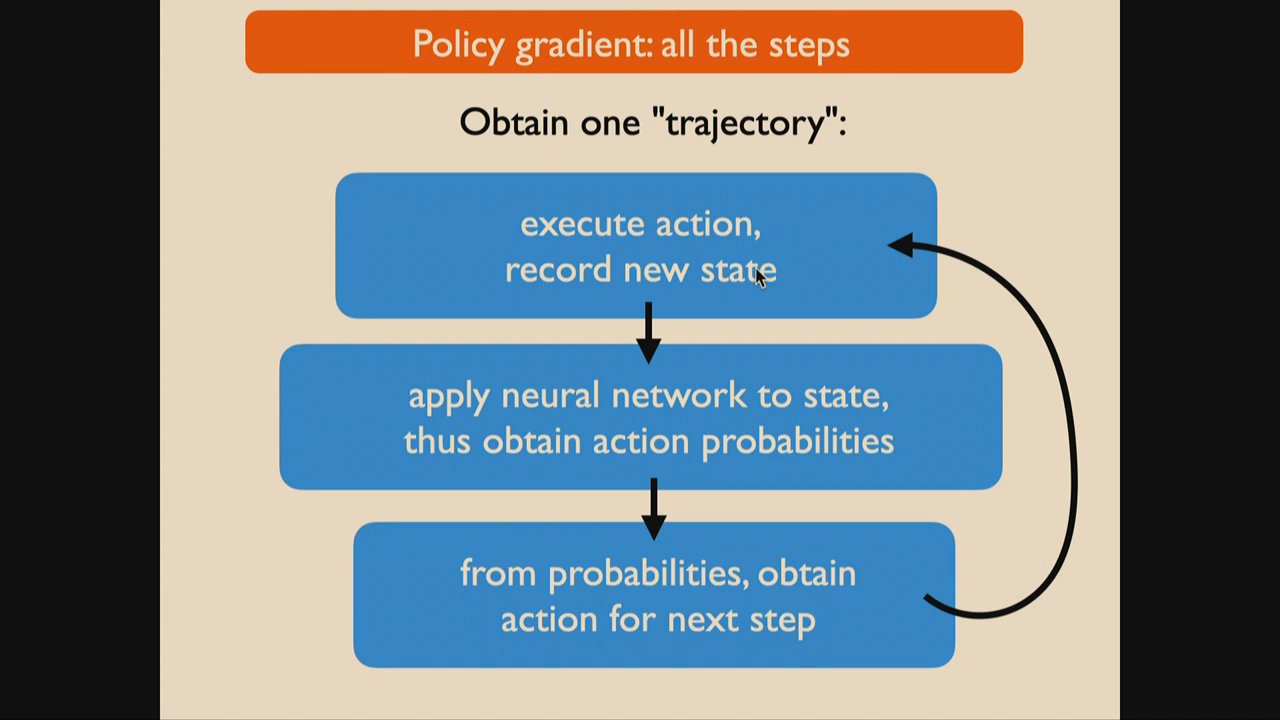 Policy gradient: all the steps
Obtain one "trajectory":
execute action,
record new state
apply neural network to state,
thus obtain action probabilities
from probabilities, obtain
action for next step